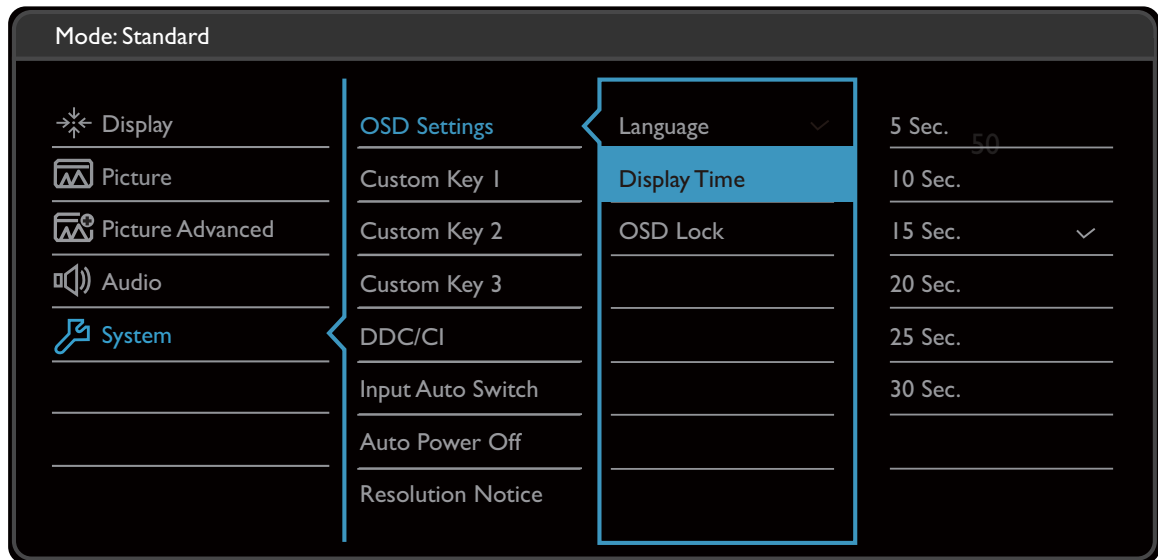 Mode: Standard
Display
Picture
Picture Advanced
Audio
System
OSD Settings
Custom Key 1
Custom Key 2
Custom Key 3
DDC/CI
Input Auto Switch
Auto Power Off
Resolution Notice
Language
Display Time
OSD Lock
5 Sec.
50
10 Sec.
15 Sec.
20 Sec.
25 Sec.
30 Sec.